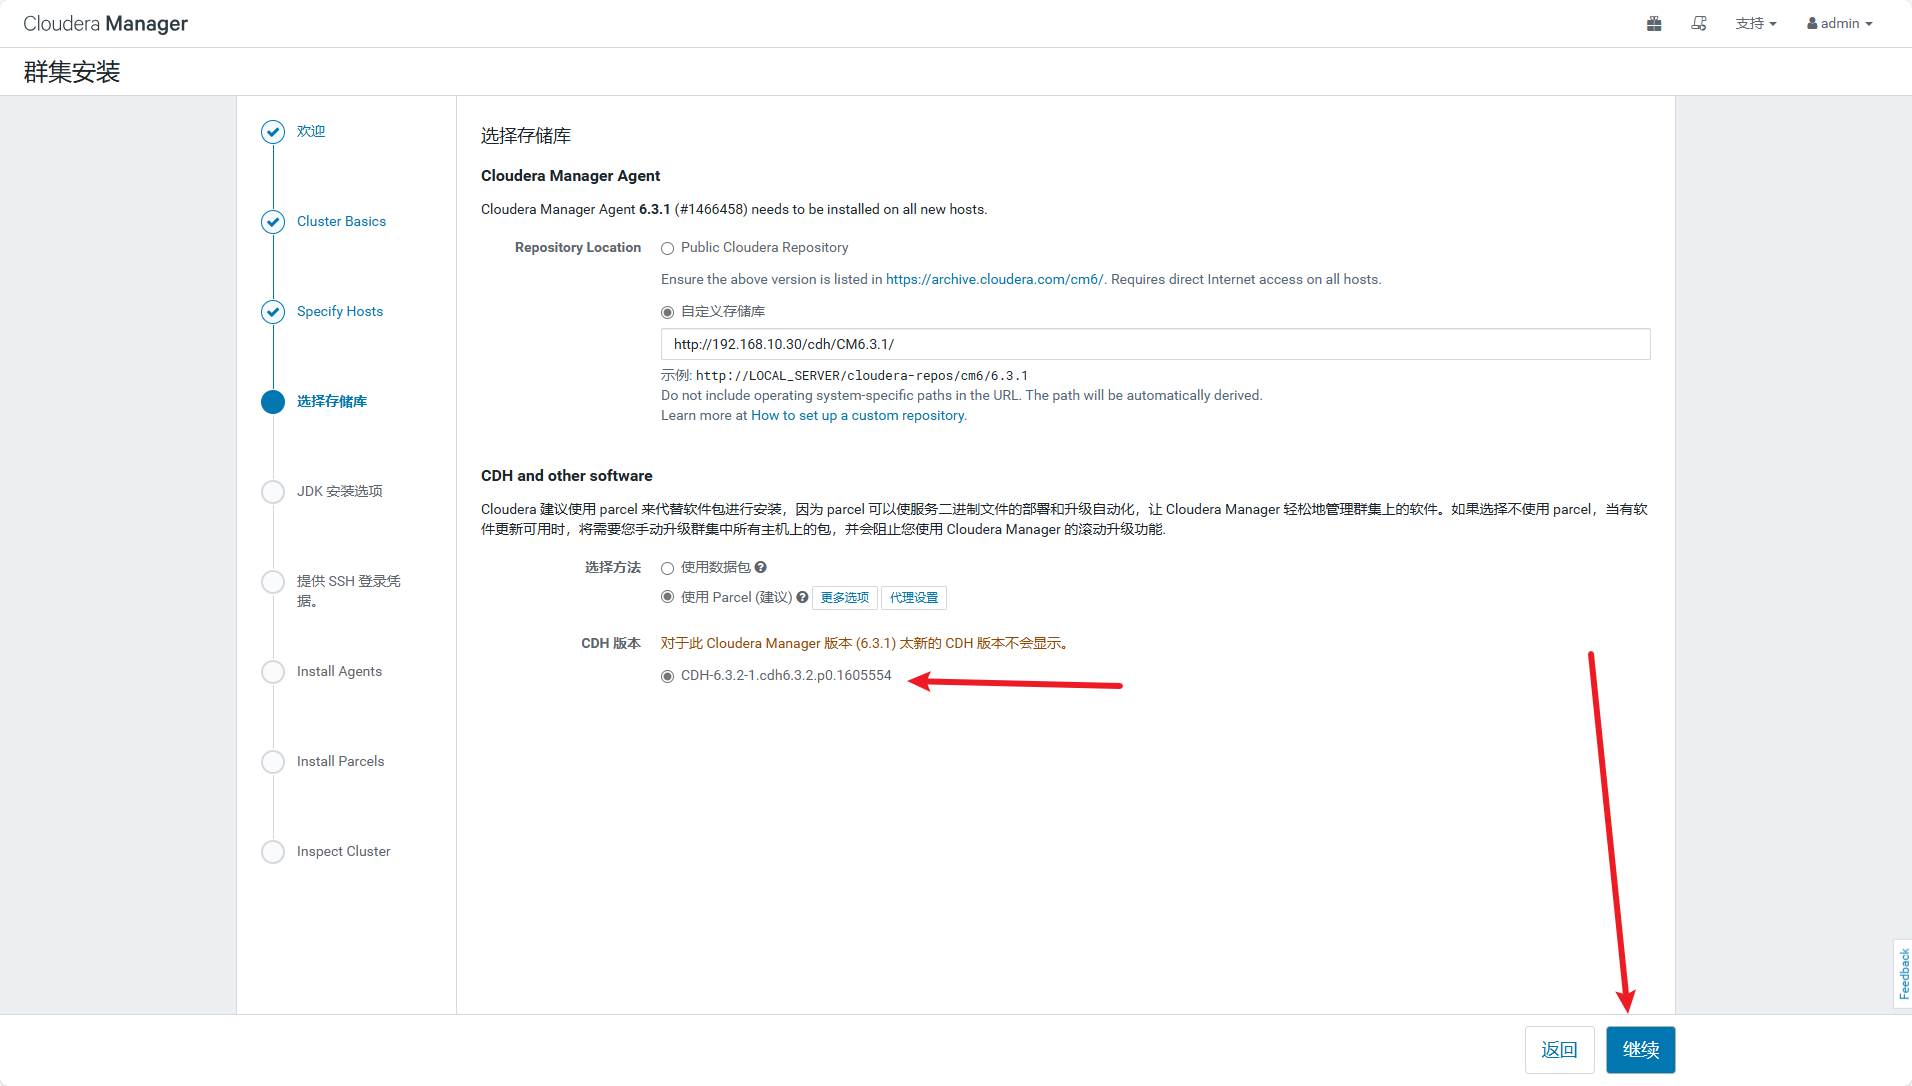 Cloudera Manager
支持
admin
群集安装
欢迎
Cluster Basics
Specify Hosts
选择存储库
JDK 安装选项
提供 SSH 登录凭
据。
Install Agents
Install Parcels
Inspect Cluster
选择存储库
Cloudera Manager Agent
Cloudera Manager Agent 6.3.1 (#1466458) needs to be installed on all new hosts.
Repository Location
Public Cloudera Repository
Ensure the above version is listed in https://archive.cloudera.com/cm6/. Requires direct Internet access on all hosts.
自定义存储库
http://192.168.10.30/cdh/CM6.3.1/
示例: http://LOCAL_SERVER/cloudera-repos/cm6/6.3.1
Do not include operating system-specific paths in the URL. The path will be automatically derived.
Learn more at How to set up a custom repository.
CDH and other software
Cloudera 建议使用 parcel 来代替软件包进行安装，因为 parcel 可以使服务二进制文件的部署和升级自动化，让 Cloudera Manager 轻松地管理群集上的软件。如果选择不使用 parcel，当有软
件更新可用时，将需要您手动升级群集中所有主机上的包，并会阻止您使用 Cloudera Manager 的滚动升级功能.
选择方法
使用数据包
使用 Parcel (建议) 更多选项 代理设置
CDH 版本
对于此 Cloudera Manager 版本 (6.3.1) 太新的 CDH 版本不会显示。
CDH-6.3.2-1.cdh6.3.2.p0.1605554
Feedback
返回
继续